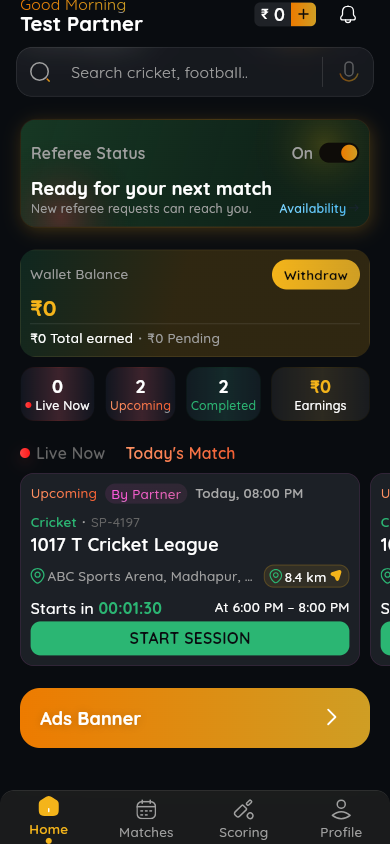 Good Morning
Test Partner
₹ 0 +
Search cricket, football..
Referee Status On
Ready for your next match
New referee requests can reach you. Availability
Wallet Balance Withdraw
₹0
₹0 Total earned · ₹0 Pending
0 2 2 ₹0
Live Now Upcoming Completed Earnings
Live Now Today's Match
Upcoming By Partner Today, 08:00 PM
Cricket · SP-4197
1017 T Cricket League
ABC Sports Arena, Madhapur, ... 8.4 km
Starts in 00:01:30 At 6:00 PM – 8:00 PM
START SESSION
Ads Banner
Home Matches Scoring Profile